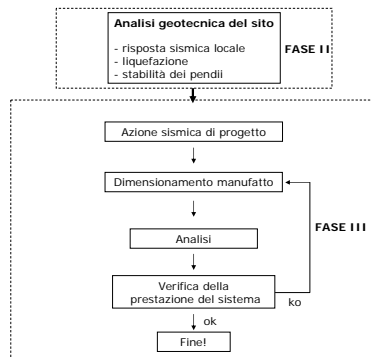 Analisi geotecnica del sito
- risposta sismica locale
- liquefazione
- stabilità dei pendii
FASE II
Azione sismica di progetto
Dimensionamento manufatto
FASE III
Analisi
Verifica della
prestazione del sistema
ko
ok
Fine!